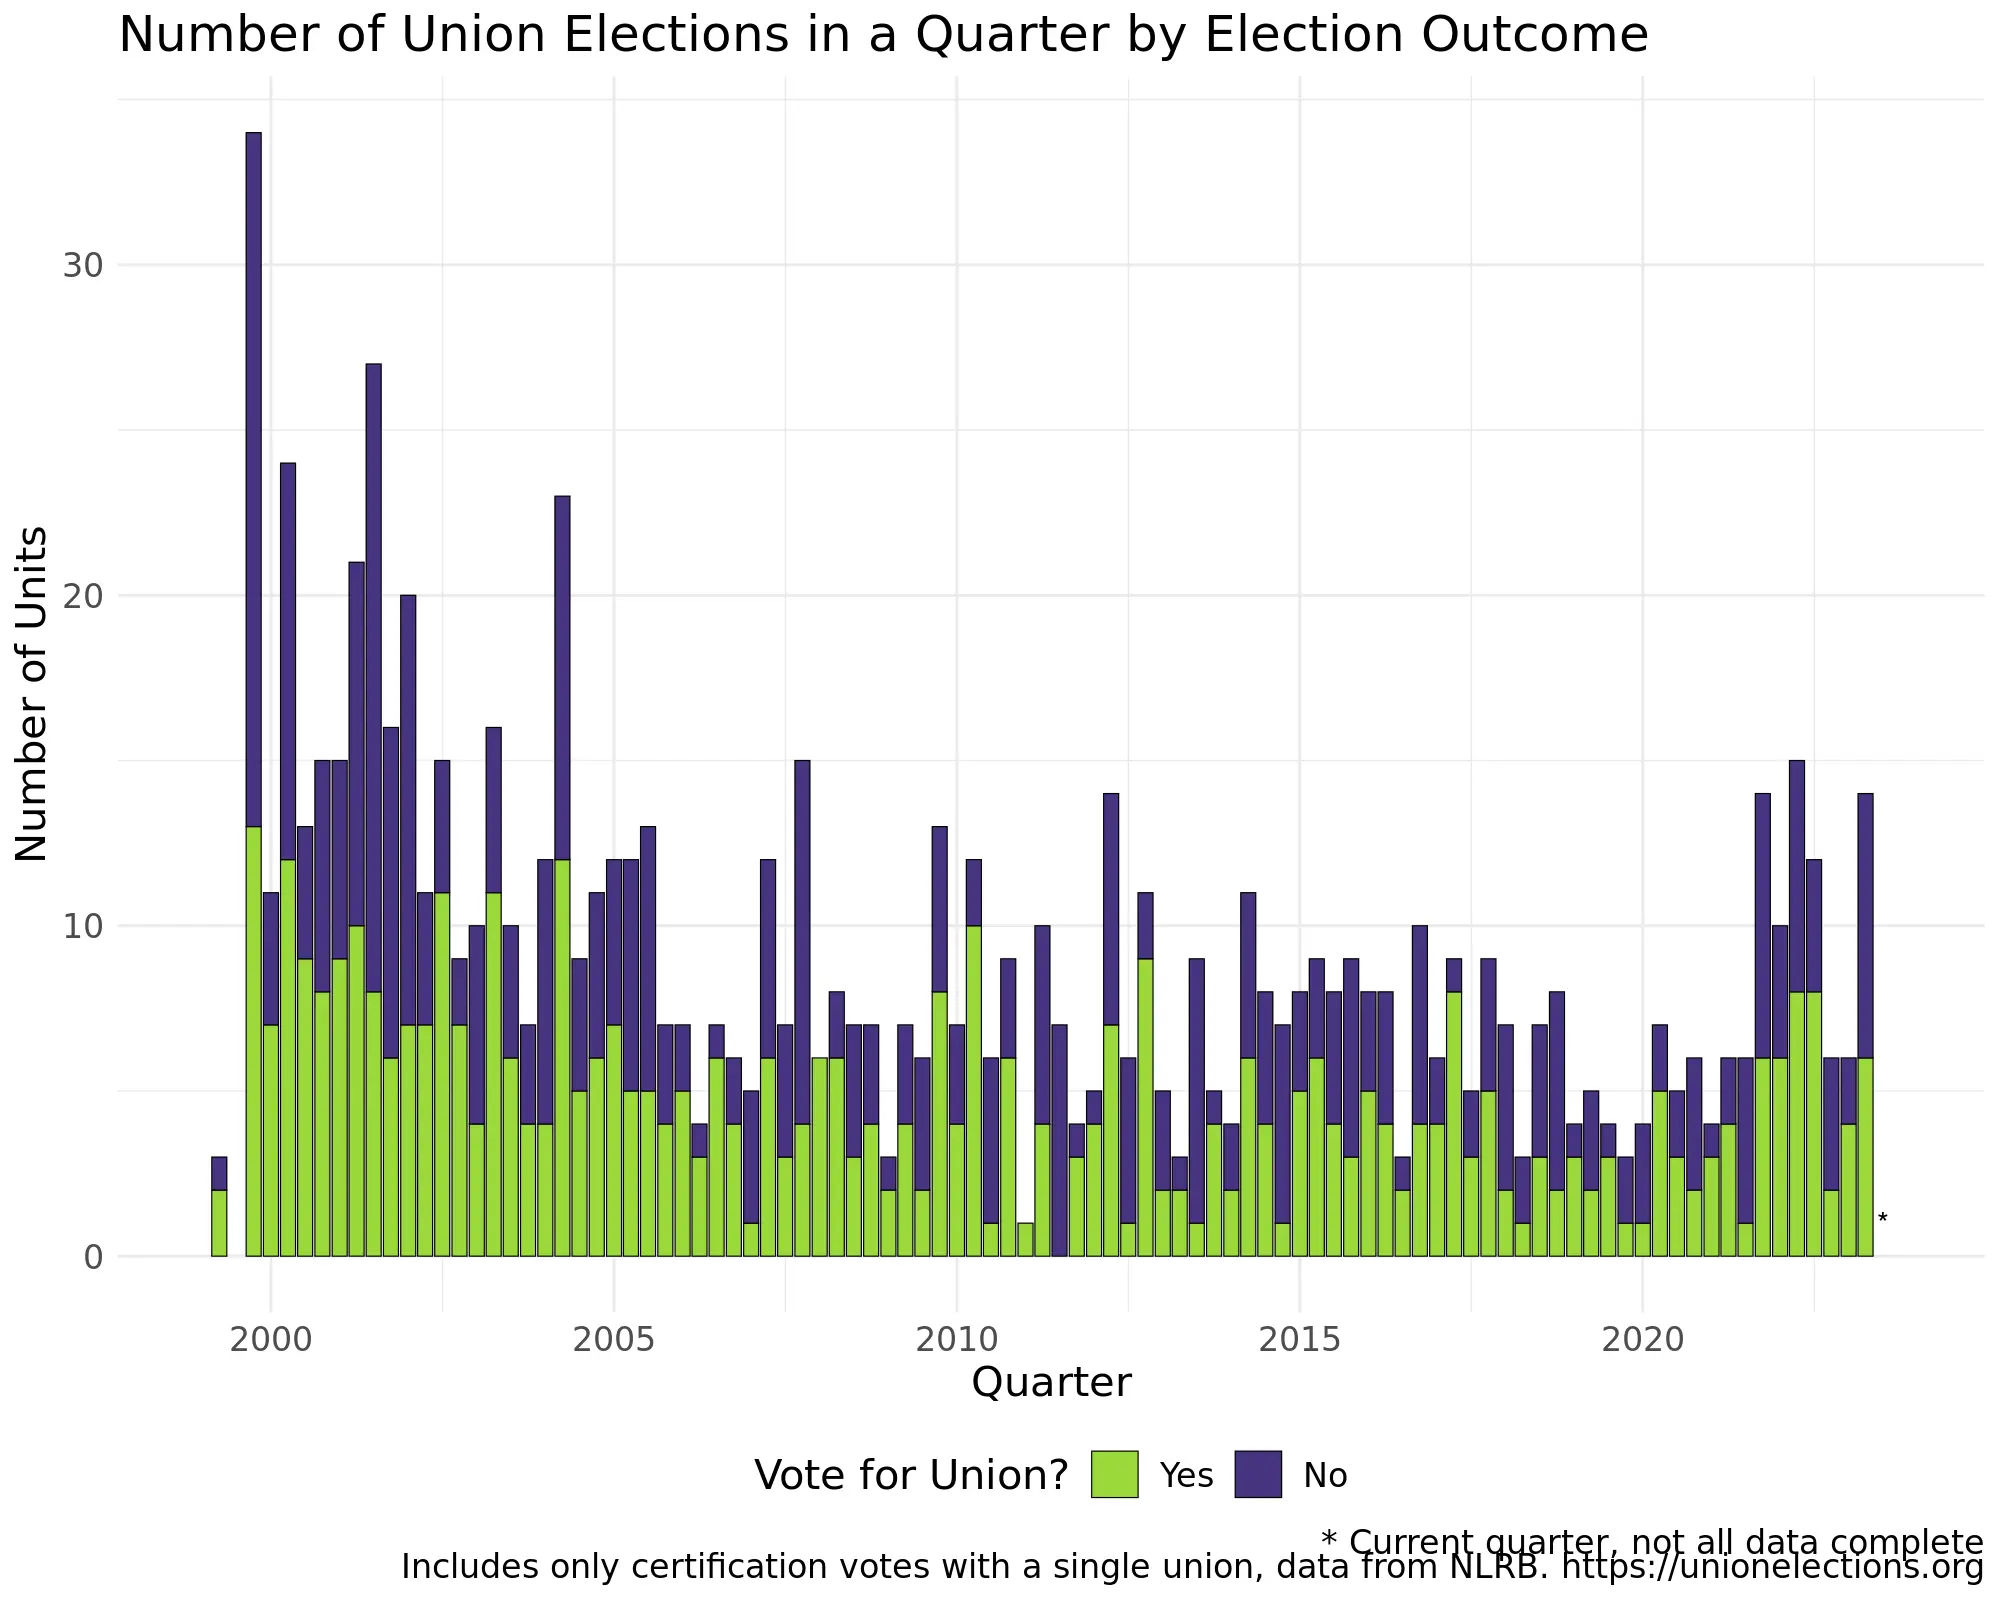 Number of Union Elections in a Quarter by Election Outcome
Number of Units
30
20
10
0
*
2000 2005 2010 2015 2020
Quarter
Vote for Union? Yes No
* Current quarter, not all data complete
Includes only certification votes with a single union, data from NLRB. https://unionelections.org